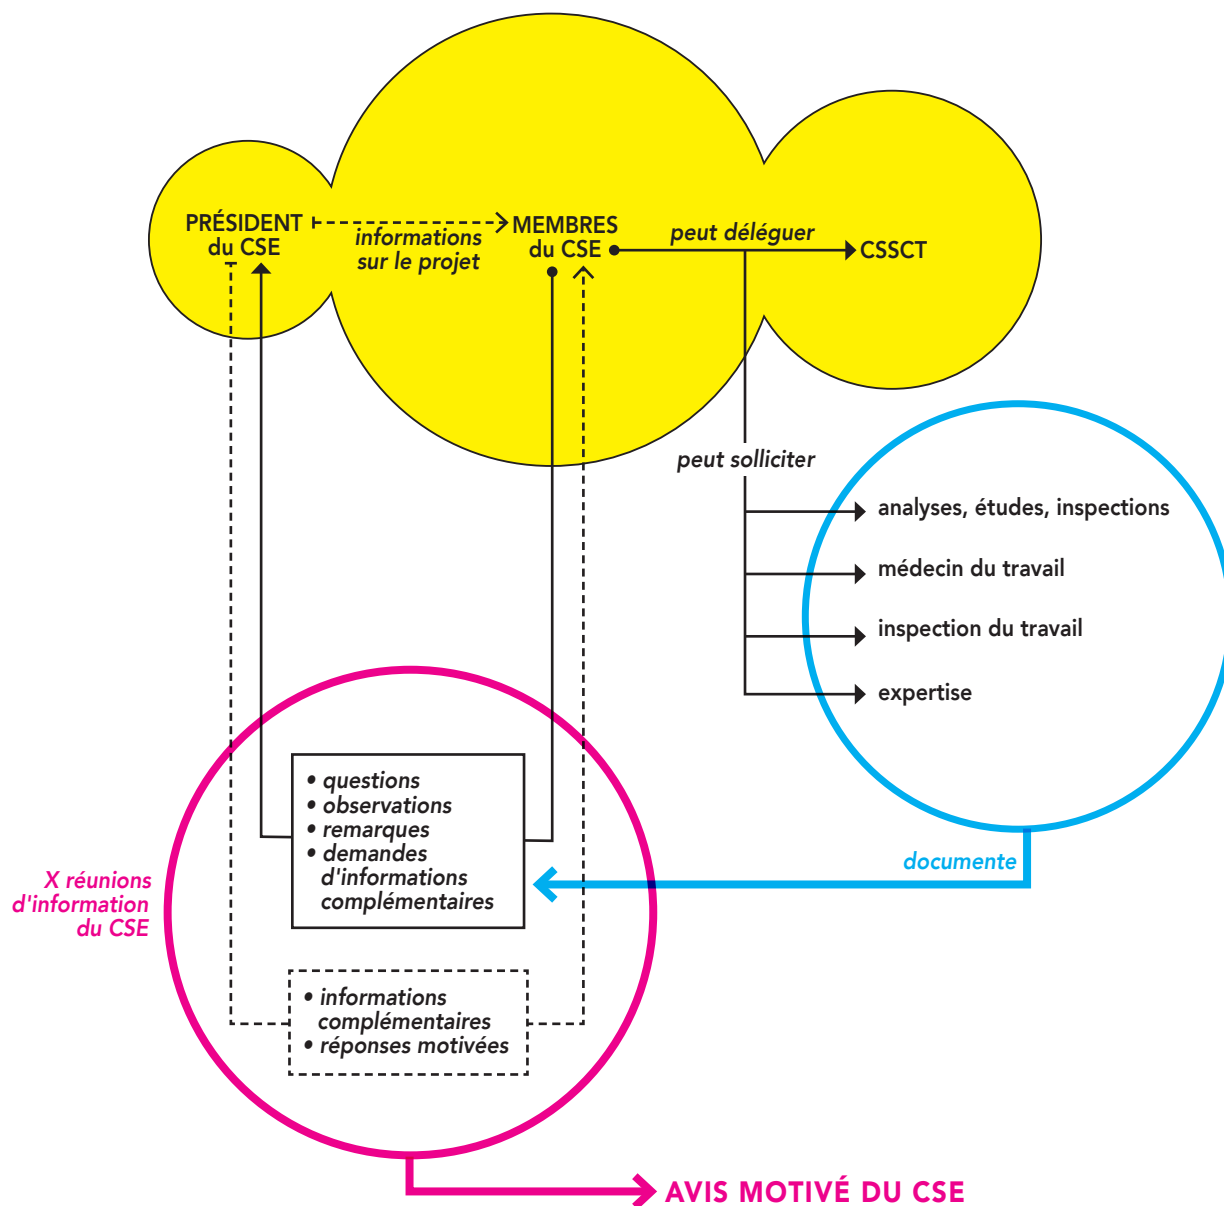 PRÉSIDENT
du CSE
informations
sur le projet
MEMBRES
du CSE
peut déléguer
CSSCT
peut solliciter
analyses, études, inspections
médecin du travail
inspection du travail
expertise
documente
• questions
• observations
• remarques
• demandes
d'informations
complémentaires
X réunions
d'information
du CSE
• informations
complémentaires
• réponses motivées
AVIS MOTIVÉ DU CSE